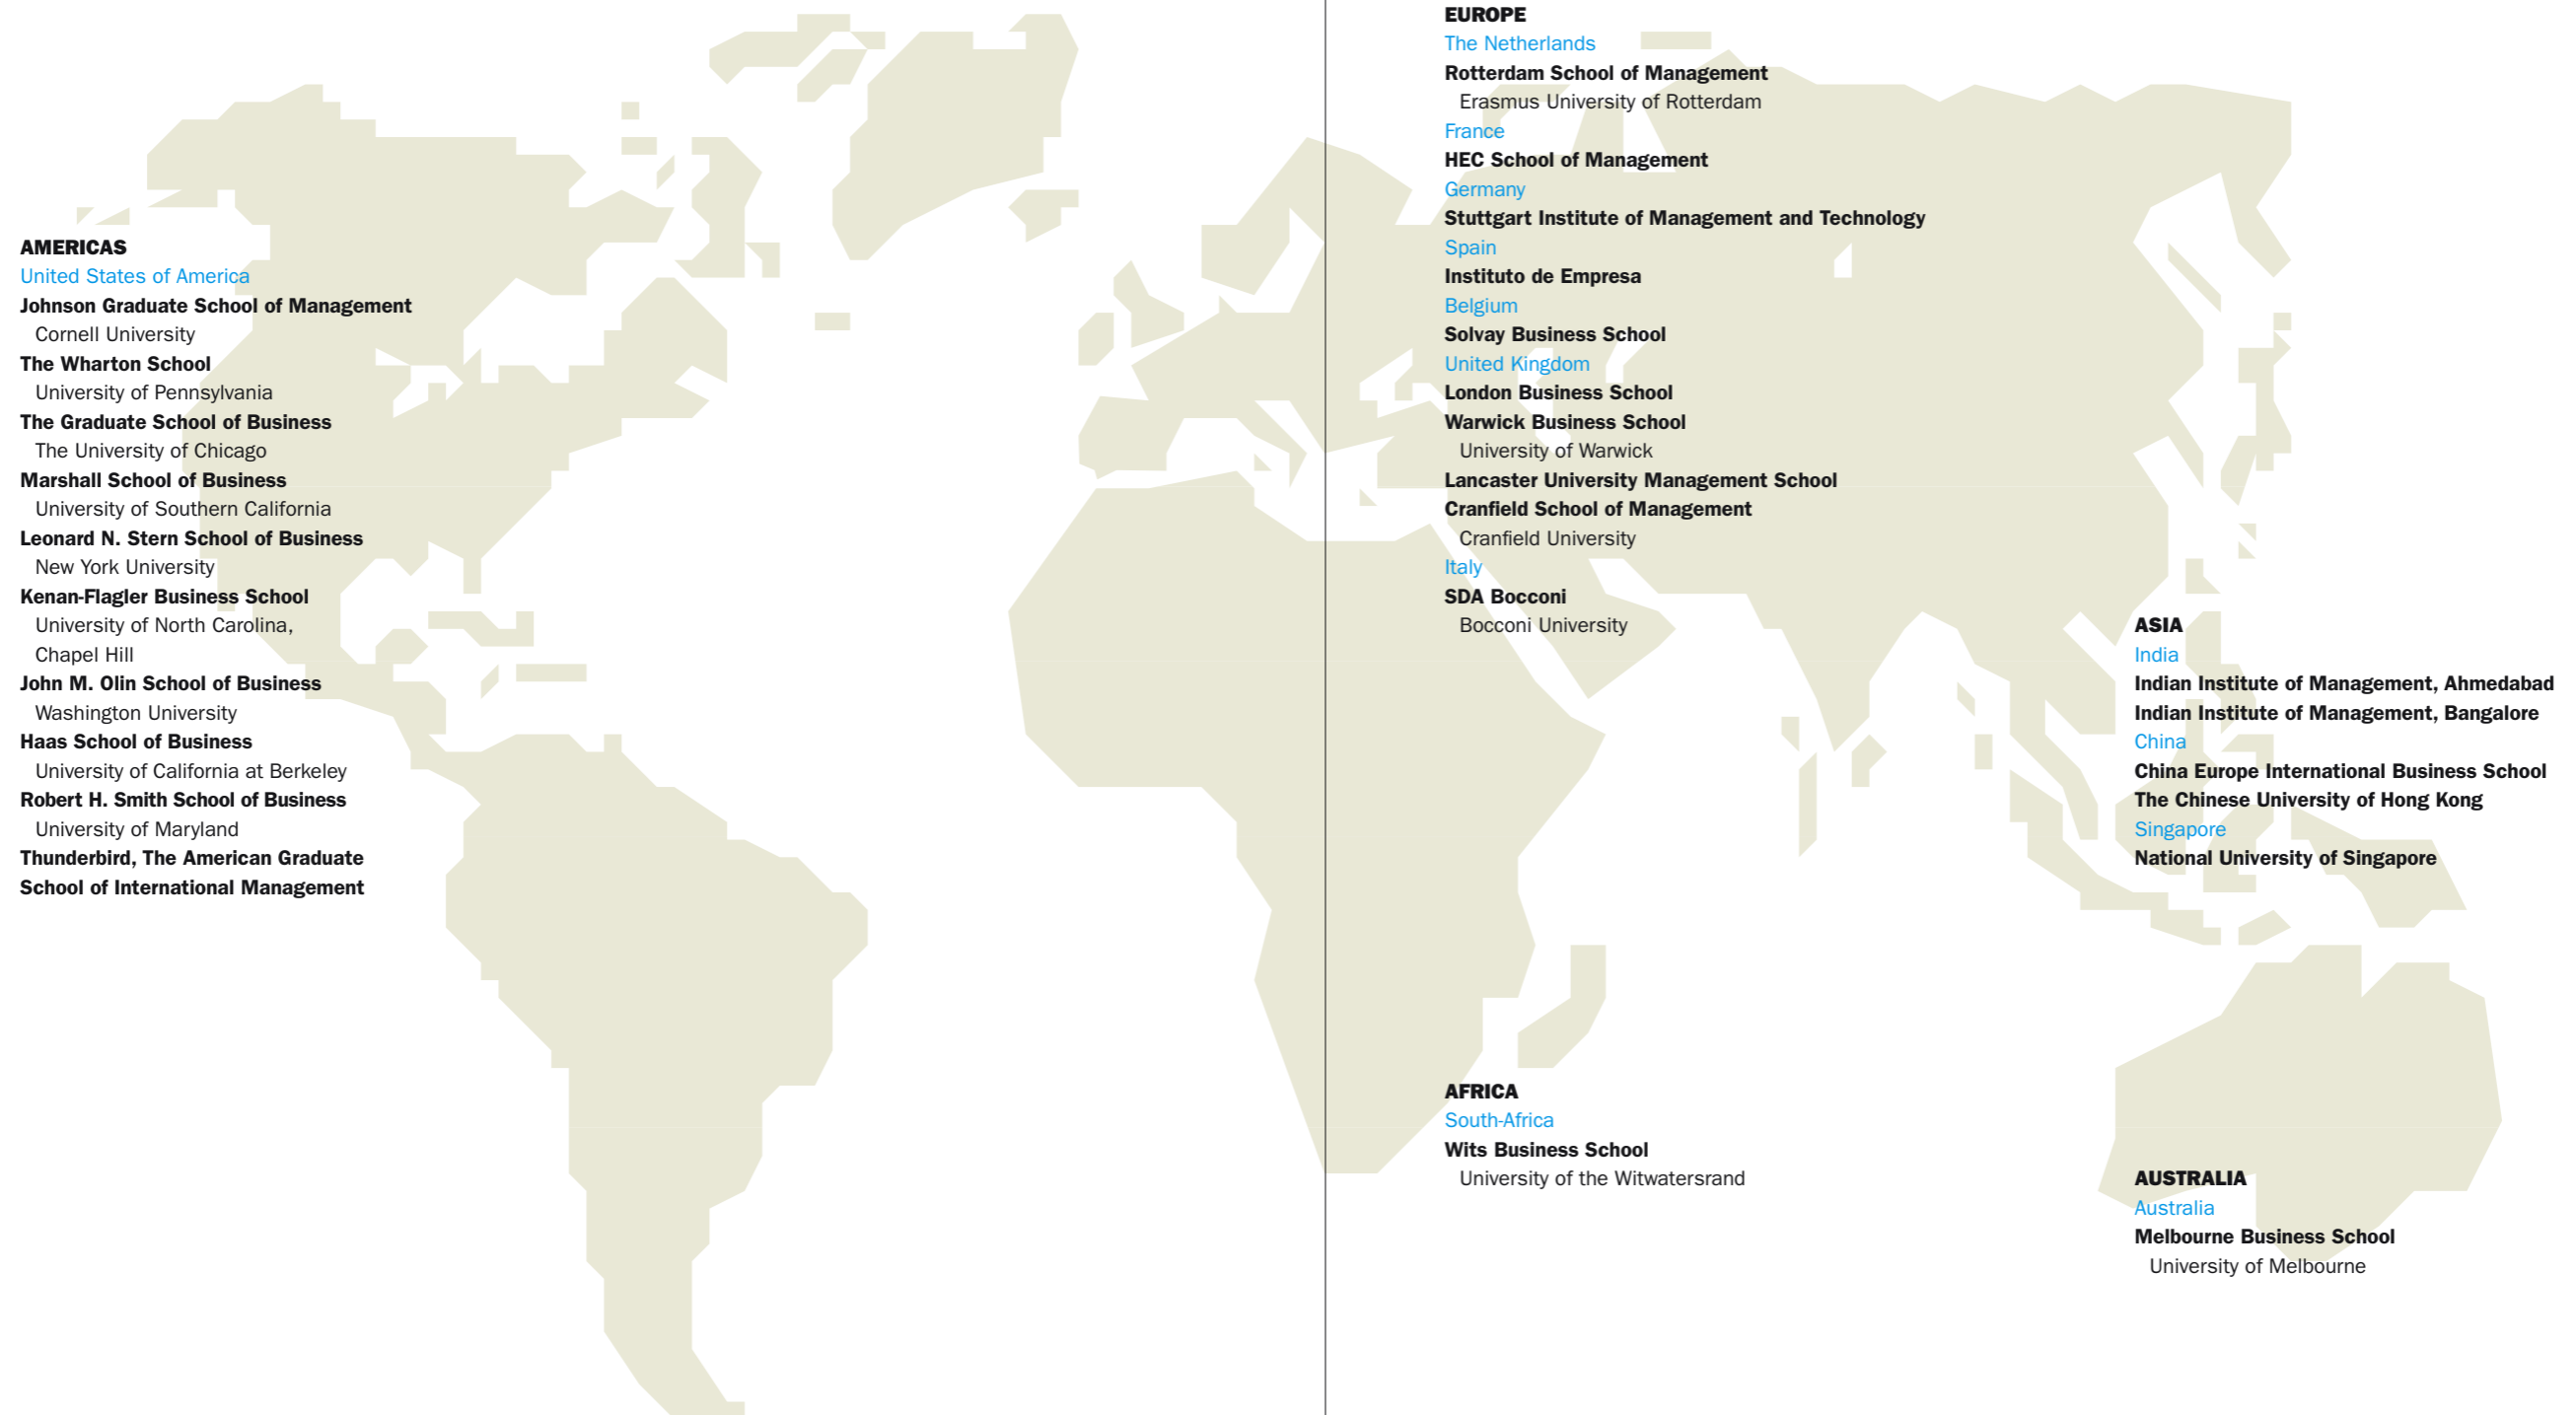 AMERICAS
United States of America
Johnson Graduate School of Management
Cornell University
The Wharton School
University of Pennsylvania
The Graduate School of Business
The University of Chicago
Marshall School of Business
University of Southern California
Leonard N. Stern School of Business
New York University
Kenan-Flagler Business School
University of North Carolina,
Chapel Hill
John M. Olin School of Business
Washington University
Haas School of Business
University of California at Berkeley
Robert H. Smith School of Business
University of Maryland
Thunderbird, The American Graduate
School of International Management
EUROPE
The Netherlands
Rotterdam School of Management
Erasmus University of Rotterdam
France
HEC School of Management
Germany
Stuttgart Institute of Management and Technology
Spain
Instituto de Empresa
Belgium
Solvay Business School
United Kingdom
London Business School
Warwick Business School
University of Warwick
Lancaster University Management School
Cranfield School of Management
Cranfield University
Italy
SDA Bocconi
Bocconi University
AFRICA
South-Africa
Wits Business School
University of the Witwatersrand
ASIA
India
Indian Institute of Management, Ahmedabad
Indian Institute of Management, Bangalore
China
China Europe International Business School
The Chinese University of Hong Kong
Singapore
National University of Singapore
AUSTRALIA
Australia
Melbourne Business School
University of Melbourne